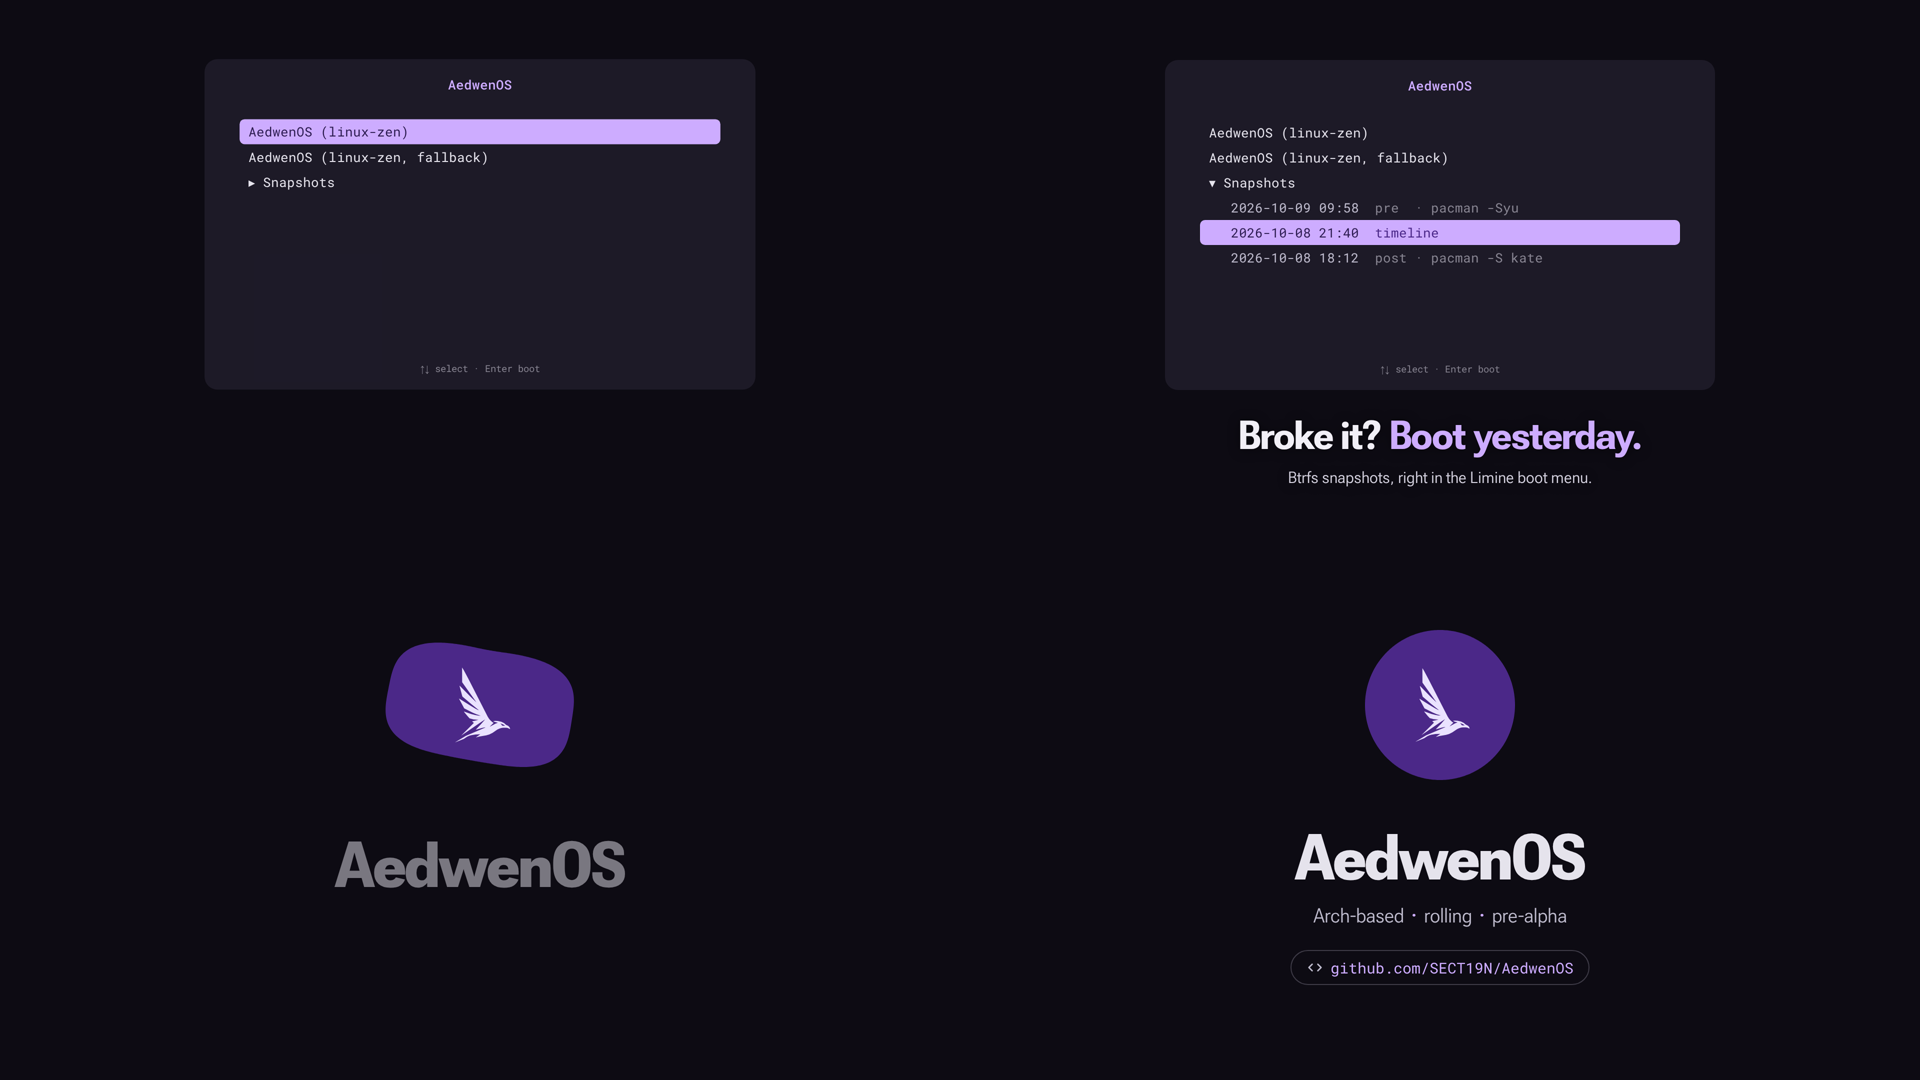 AedwenOS
AedwenOS (linux-zen)
AedwenOS (linux-zen, fallback)
▸ Snapshots
↑↓ select · Enter boot
AedwenOS
AedwenOS (linux-zen)
AedwenOS (linux-zen, fallback)
▾ Snapshots
2026-10-09 09:58 pre · pacman -Syu
2026-10-08 21:40 timeline
2026-10-08 18:12 post · pacman -S kate
↑↓ select · Enter boot
Broke it? Boot yesterday.
Btrfs snapshots, right in the Limine boot menu.
AedwenOS
AedwenOS
Arch-based · rolling · pre-alpha
<> github.com/SECT19N/AedwenOS